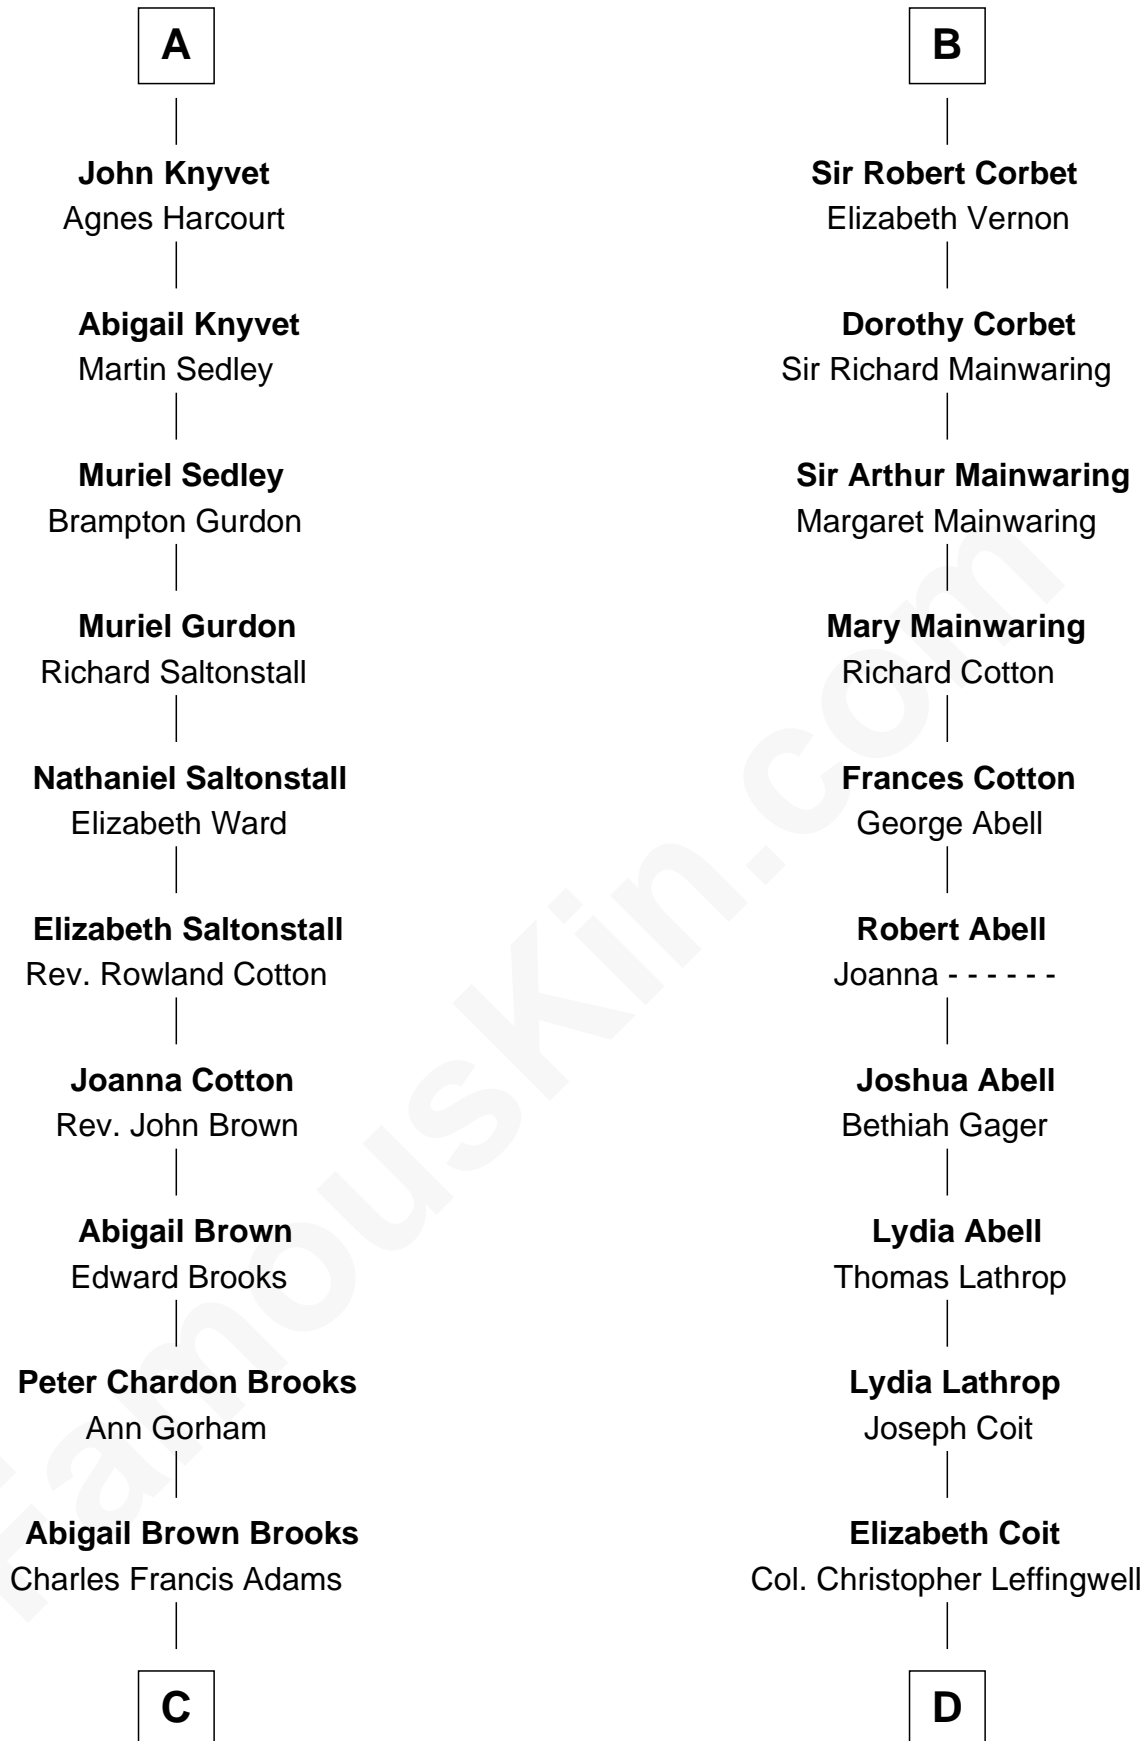 A
John Knyvet
Agnes Harcourt
Abigail Knyvet
Martin Sedley
Muriel Sedley
Brampton Gurdon
Muriel Gurdon
Richard Saltonstall
Nathaniel Saltonstall
Elizabeth Ward
Elizabeth Saltonstall
Rev. Rowland Cotton
Joanna Cotton
Rev. John Brown
Abigail Brown
Edward Brooks
Peter Chardon Brooks
Ann Gorham
Abigail Brown Brooks
Charles Francis Adams
C
B
Sir Robert Corbet
Elizabeth Vernon
Dorothy Corbet
Sir Richard Mainwaring
Sir Arthur Mainwaring
Margaret Mainwaring
Mary Mainwaring
Richard Cotton
Frances Cotton
George Abell
Robert Abell
Joanna - - - - - -
Joshua Abell
Bethiah Gager
Lydia Abell
Thomas Lathrop
Lydia Lathrop
Joseph Coit
Elizabeth Coit
Col. Christopher Leffingwell
D
FamousKin.com